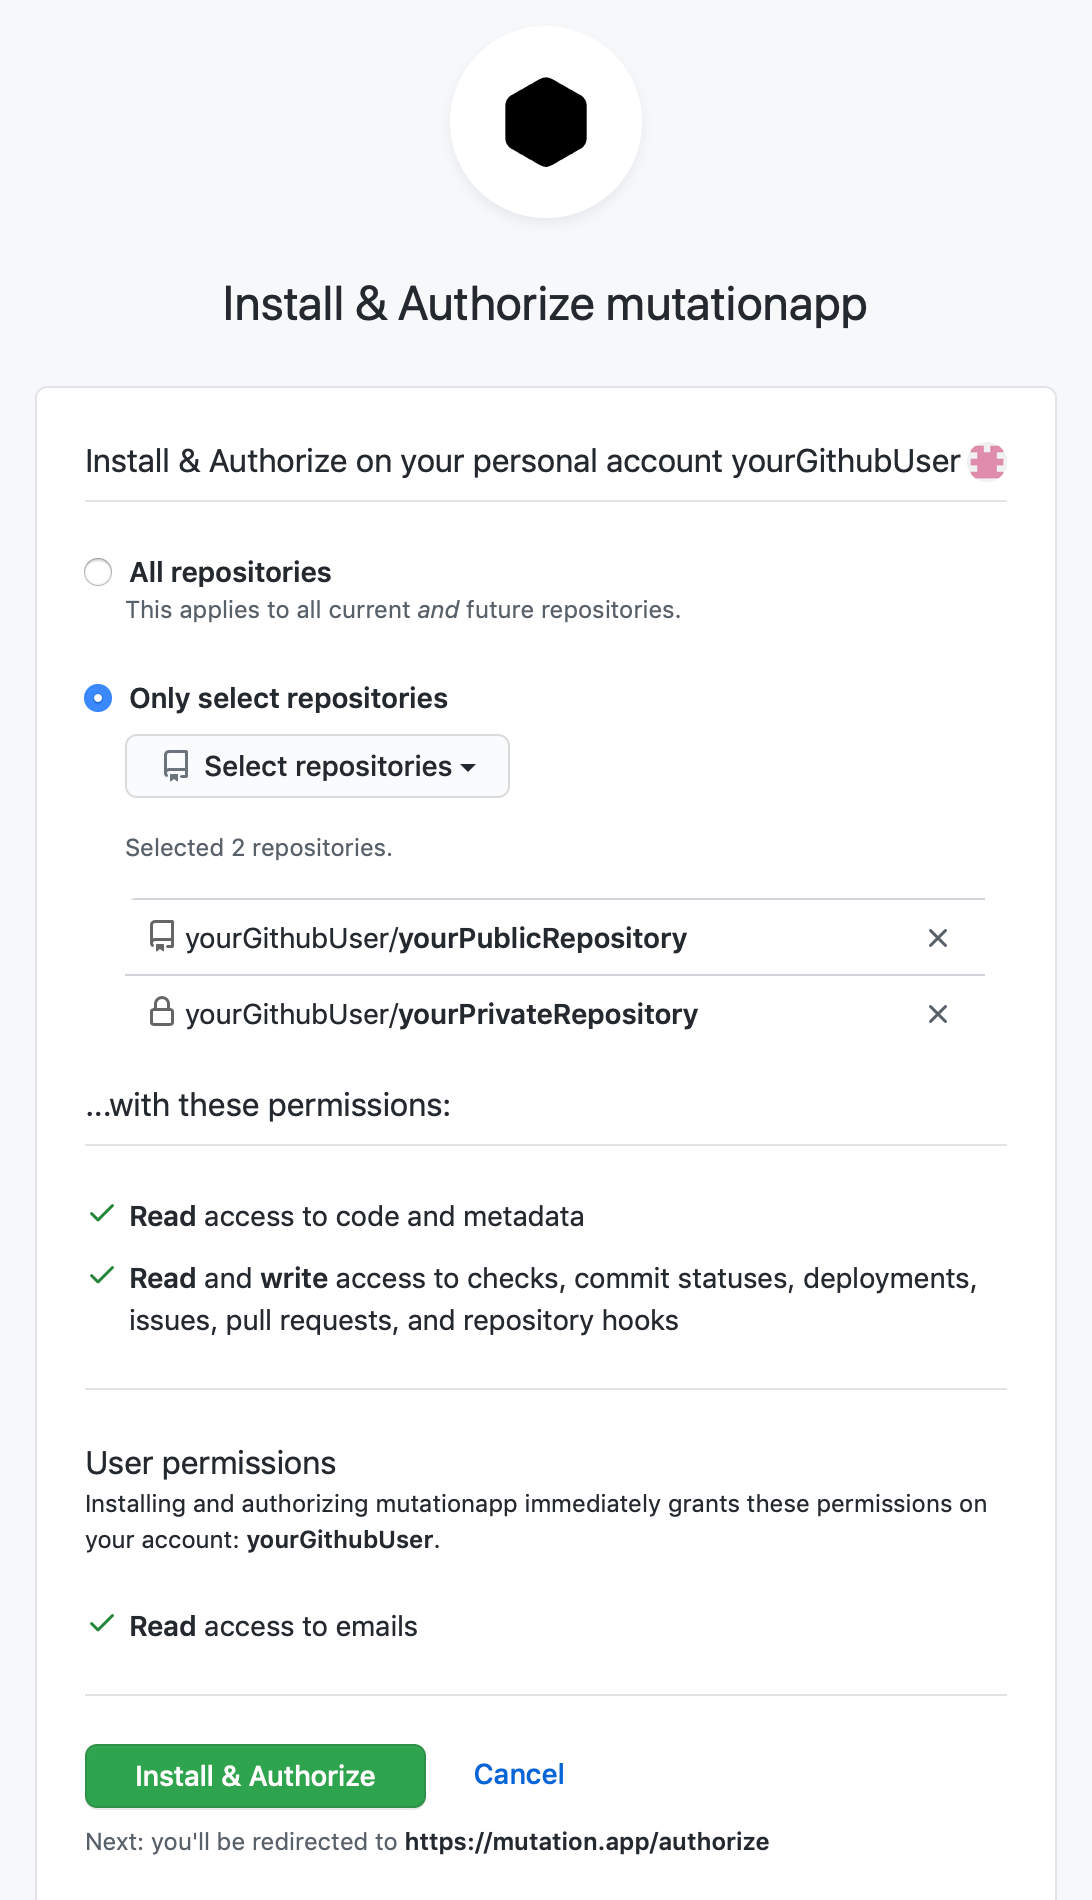 Install & Authorize mutationapp
Install & Authorize on your personal account yourGithubUser
All repositories
This applies to all current and future repositories.
Only select repositories
Select repositories
Selected 2 repositories.
yourGithubUser/yourPublicRepository
yourGithubUser/yourPrivateRepository
...with these permissions:
Read access to code and metadata
Read and write access to checks, commit statuses, deployments,
issues, pull requests, and repository hooks
User permissions
Installing and authorizing mutationapp immediately grants these permissions on
your account: yourGithubUser.
Read access to emails
Install & Authorize
Cancel
Next: you'll be redirected to https://mutation.app/authorize